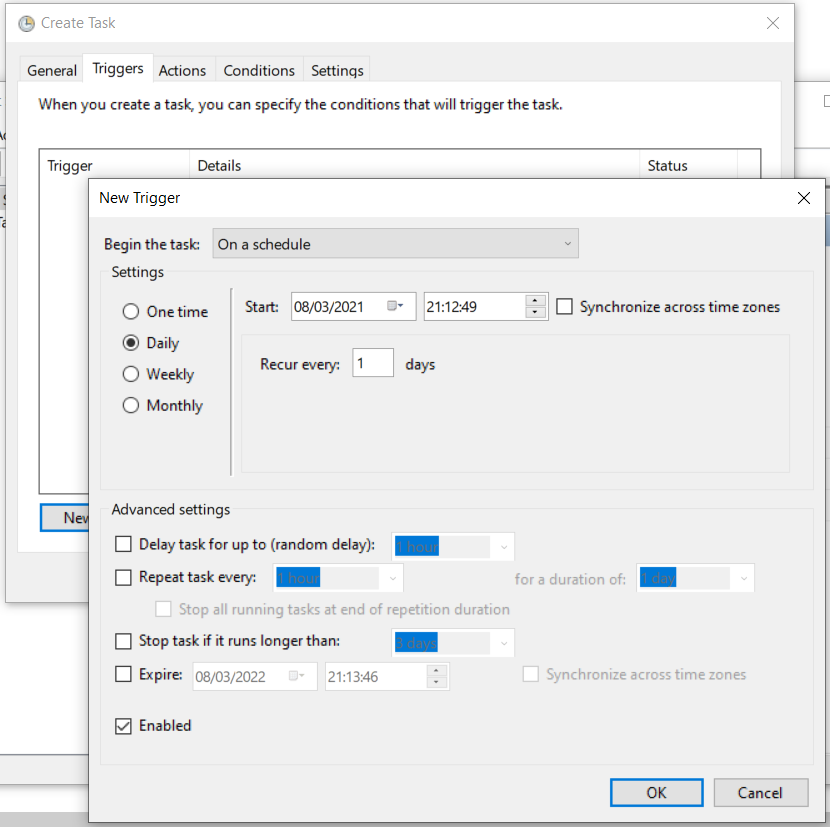 Create Task
General Triggers Actions Conditions Settings
When you create a task, you can specify the conditions that will trigger the task.
Trigger Details Status
New Trigger
Begin the task: On a schedule
Settings
Start: 08/03/2021 21:12:49 Synchronize across time zones
One time
Daily
Weekly
Monthly
Recur every: 1 days
New
Advanced settings
Delay task for up to (random delay): 1 hour
Repeat task every: 1 hour for a duration of: 1 day
Stop all running tasks at end of repetition duration
Stop task if it runs longer than: 3 days
Expire: 08/03/2022 21:13:46 Synchronize across time zones
Enabled
OK Cancel